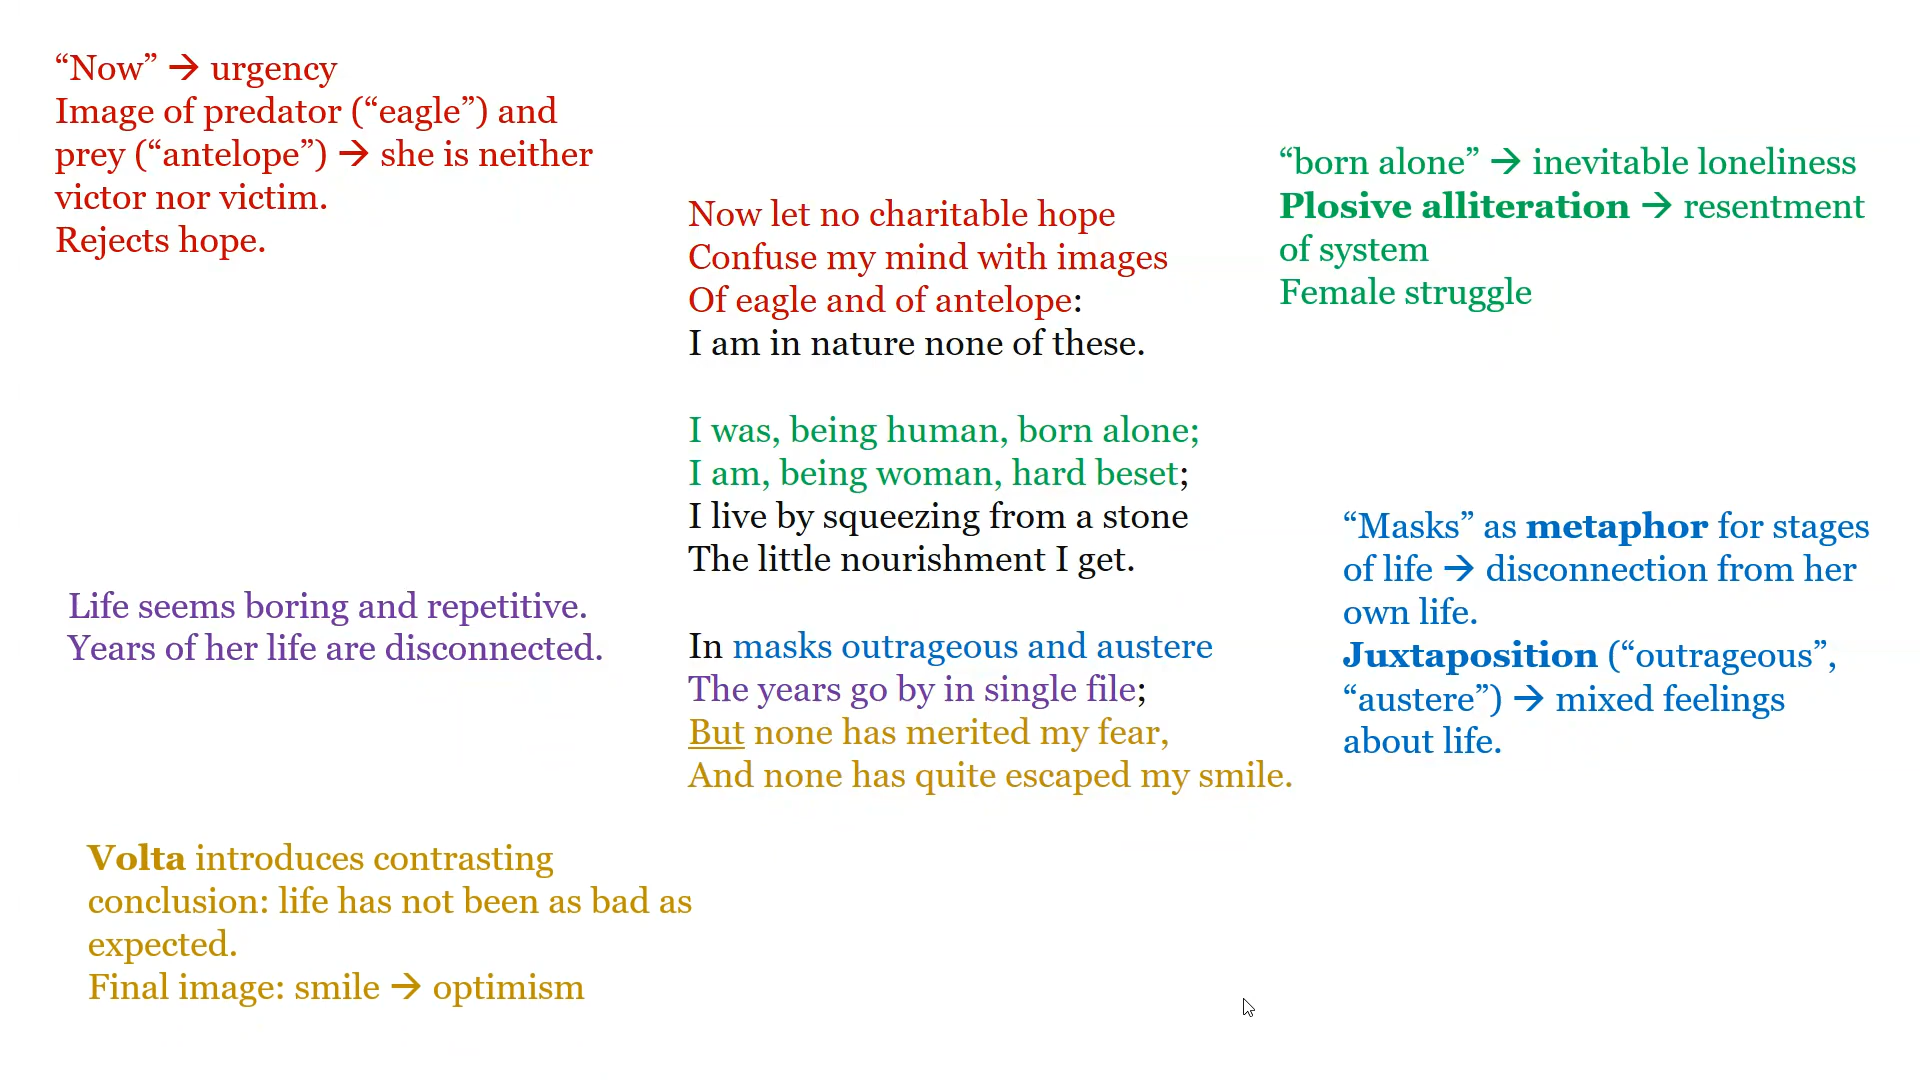 “Now” → urgency
Image of predator (“eagle”) and
prey (“antelope”) → she is neither
victor nor victim.
Rejects hope.
“born alone” → inevitable loneliness
Plosive alliteration → resentment
of system
Female struggle
Now let no charitable hope
Confuse my mind with images
Of eagle and of antelope:
I am in nature none of these.
I was, being human, born alone;
I am, being woman, hard beset;
I live by squeezing from a stone
The little nourishment I get.
In masks outrageous and austere
The years go by in single file;
But none has merited my fear,
And none has quite escaped my smile.
Life seems boring and repetitive.
Years of her life are disconnected.
“Masks” as metaphor for stages
of life → disconnection from her
own life.
Juxtaposition (“outrageous”,
“austere”) → mixed feelings
about life.
Volta introduces contrasting
conclusion: life has not been as bad as
expected.
Final image: smile → optimism